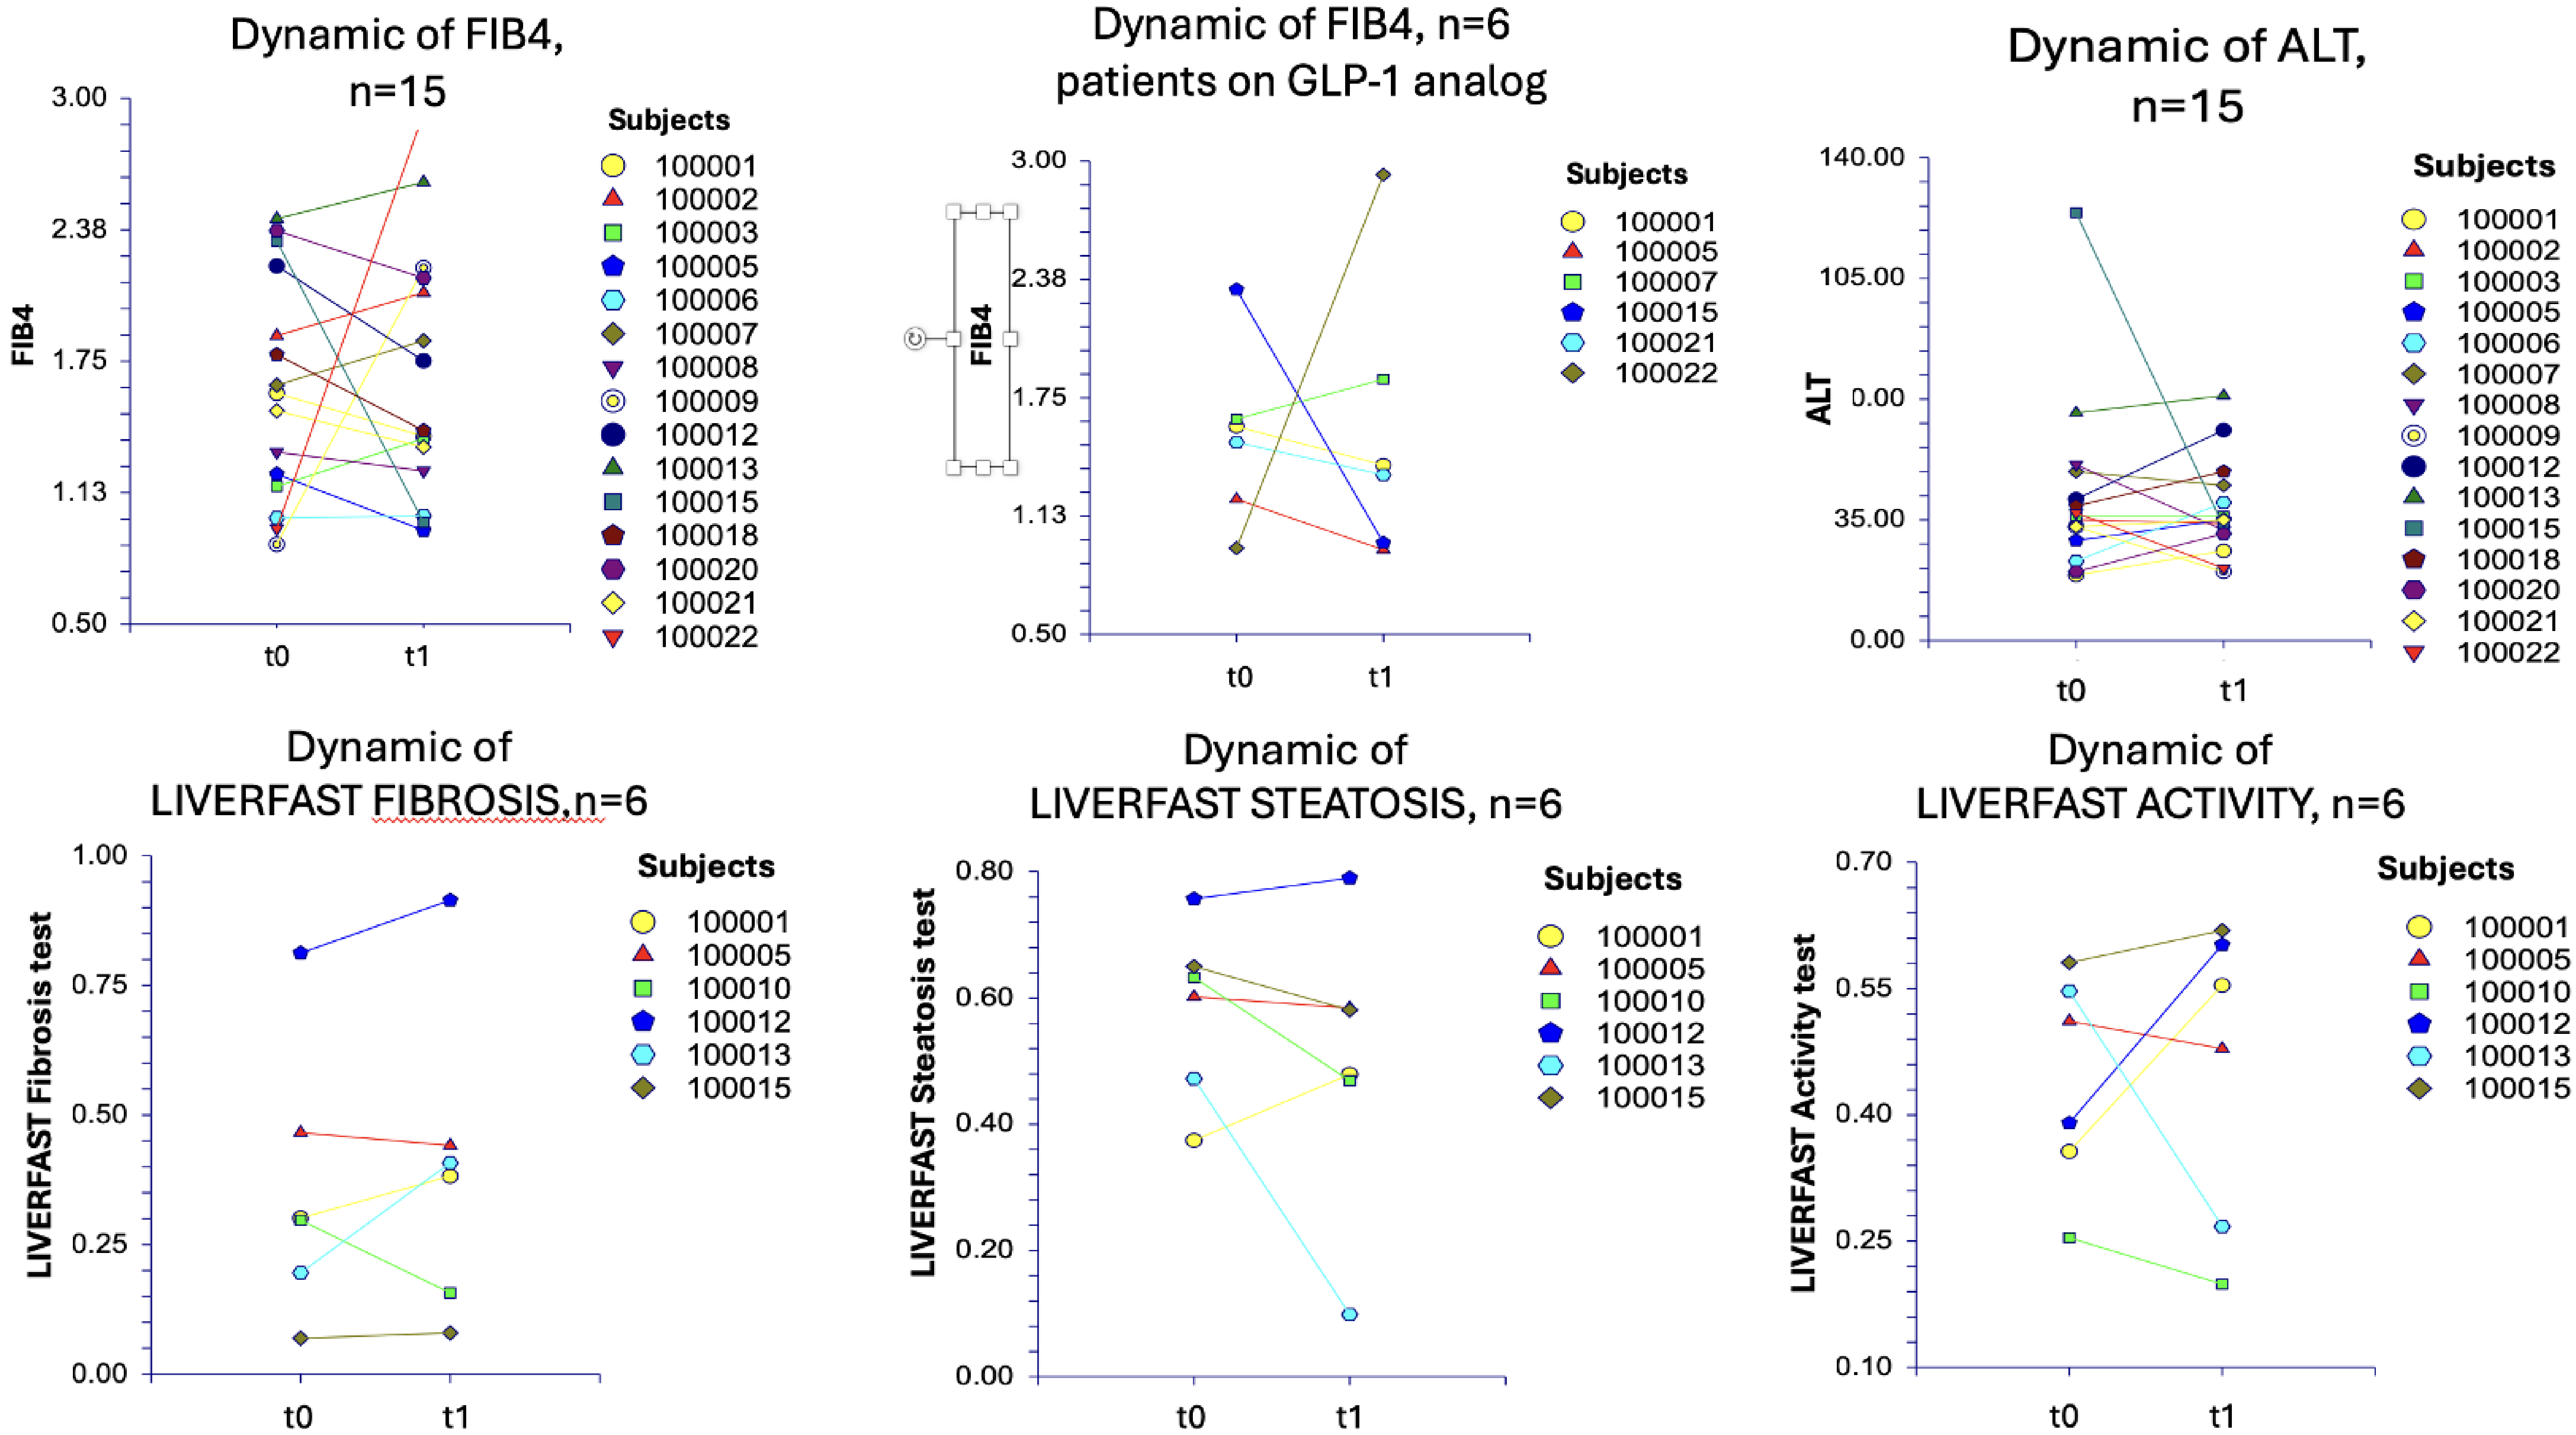 Dynamic of FIB4,
n=15
3.00
2.38
1.75
1.13
0.50
FIB4
t0 t1
Subjects
100001
100002
100003
100005
100006
100007
100008
100009
100012
100013
100015
100018
100020
100021
100022
Dynamic of FIB4, n=6
patients on GLP-1 analog
3.00
2.38
1.75
1.13
0.50
FIB4
t0 t1
Subjects
100001
100005
100007
100015
100021
100022
Dynamic of ALT,
n=15
140.00
105.00
0.00
35.00
0.00
ALT
t0 t1
Subjects
100001
100002
100003
100005
100006
100007
100008
100009
100012
100013
100015
100018
100020
100021
100022
Dynamic of
LIVERFAST FIBROSIS,n=6
1.00
0.75
0.50
0.25
0.00
LIVERFAST Fibrosis test
t0 t1
Subjects
100001
100005
100010
100012
100013
100015
Dynamic of
LIVERFAST STEATOSIS, n=6
0.80
0.60
0.40
0.20
0.00
LIVERFAST Steatosis test
t0 t1
Subjects
100001
100005
100010
100012
100013
100015
Dynamic of
LIVERFAST ACTIVITY, n=6
0.70
0.55
0.40
0.25
0.10
LIVERFAST Activity test
t0 t1
Subjects
100001
100005
100010
100012
100013
100015